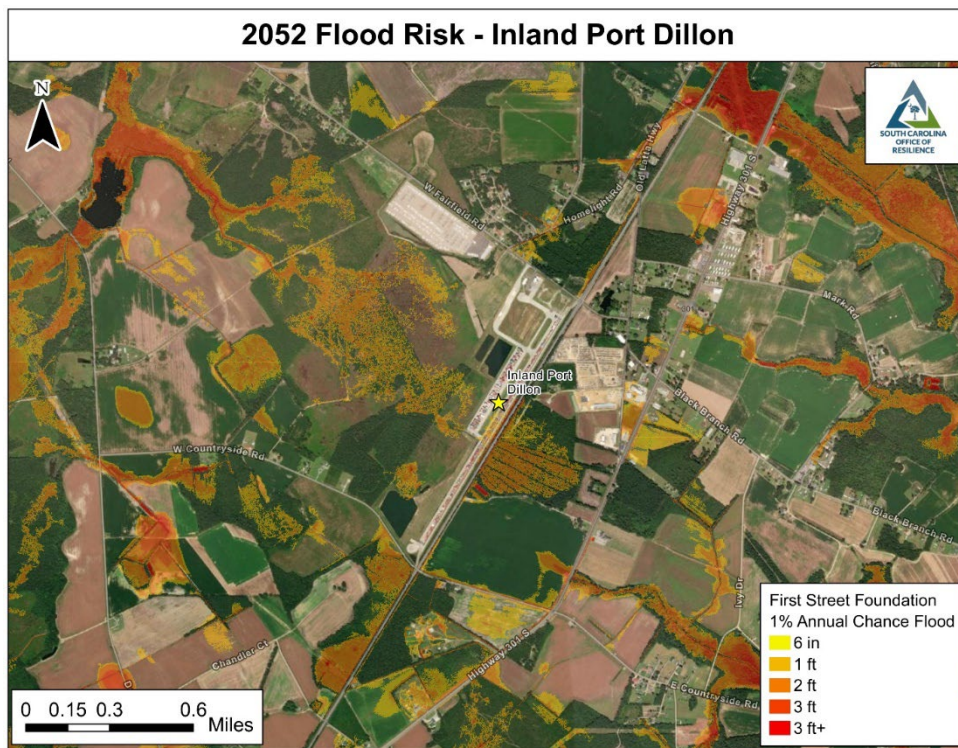 2052 Flood Risk - Inland Port Dillon
N
SOUTH CAROLINA
OFFICE OF
RESILIENCE
Old Latta Hwy
Highway 301 S
W Fairfield Rd
Homelight Rd
Mark Rd
Inland Port
Dillon
Black Branch Rd
W Countryside Rd
Black Branch Rd
Ivy Dr
Chandler Ct
Highway 301 S
E Countryside Rd
First Street Foundation
1% Annual Chance Flood
6 in
1 ft
2 ft
3 ft
3 ft+
0 0.15 0.3 0.6
Miles